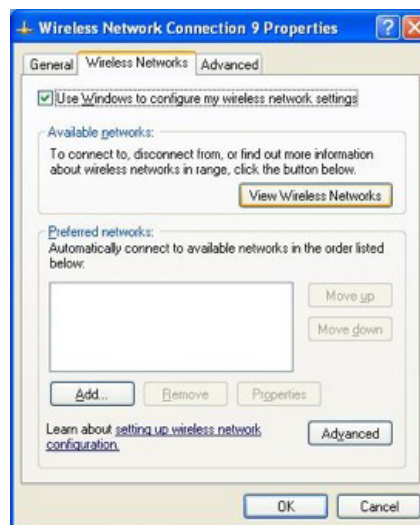 Wireless Network Connection 9 Properties
General Wireless Networks Advanced
Use Windows to configure my wireless network settings
Available networks:
To connect to, disconnect from, or find out more information
about wireless networks in range, click the button below.
View Wireless Networks
Preferred networks:
Automatically connect to available networks in the order listed
below:
Move up
Move down
Add... Remove Properties
Learn about setting up wireless network
configuration.
Advanced
OK Cancel